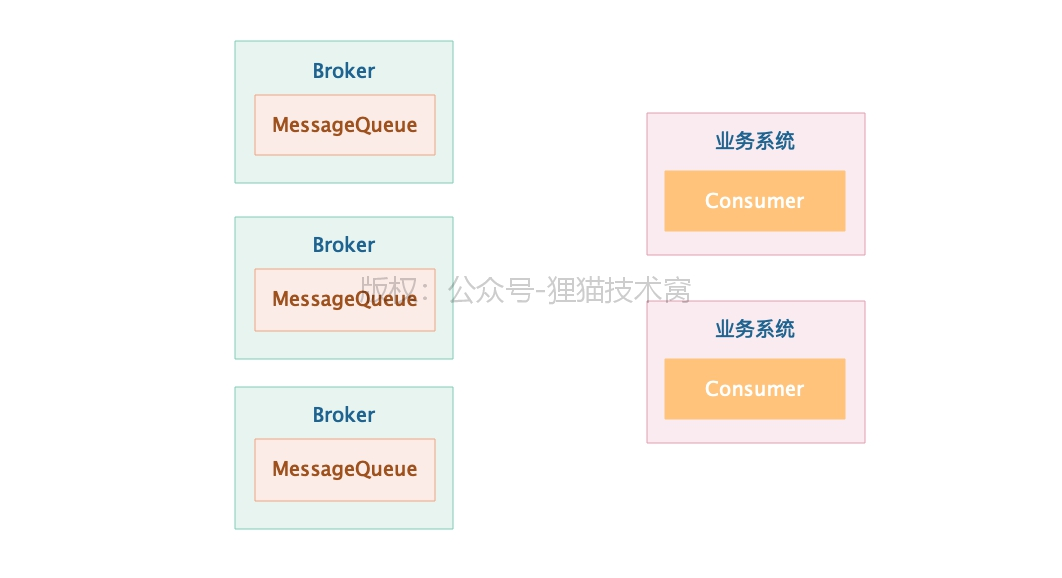 Broker
MessageQueue
Broker
MessageQueue
Broker
MessageQueue
业务系统
Consumer
业务系统
Consumer
版权：公众号-狸猫技术窝